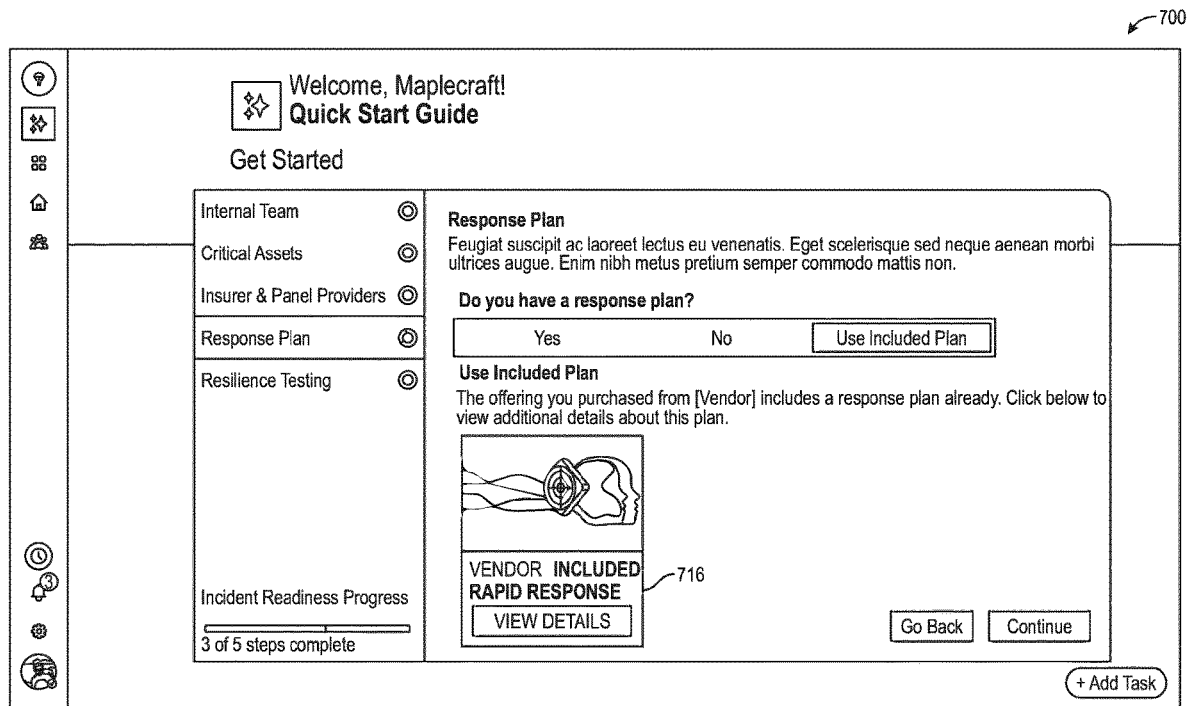 700
Welcome, Maplecraft!
Quick Start Guide
Get Started
Internal Team
Critical Assets
Insurer & Panel Providers
Response Plan
Resilience Testing
Incident Readiness Progress
3 of 5 steps complete
Response Plan
Feugiat suscipit ac laoreet lectus eu venenatis. Eget scelerisque sed neque aenean morbi
ultrices augue. Enim nibh metus pretium semper commodo mattis non.
Do you have a response plan?
Yes No Use Included Plan
Use Included Plan
The offering you purchased from [Vendor] includes a response plan already. Click below to
view additional details about this plan.
VENDOR INCLUDED
RAPID RESPONSE
VIEW DETAILS
716
Go Back Continue
3
+ Add Task